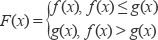 F(x) = { f(x), f(x) ≤ g(x)
g(x), f(x) > g(x)